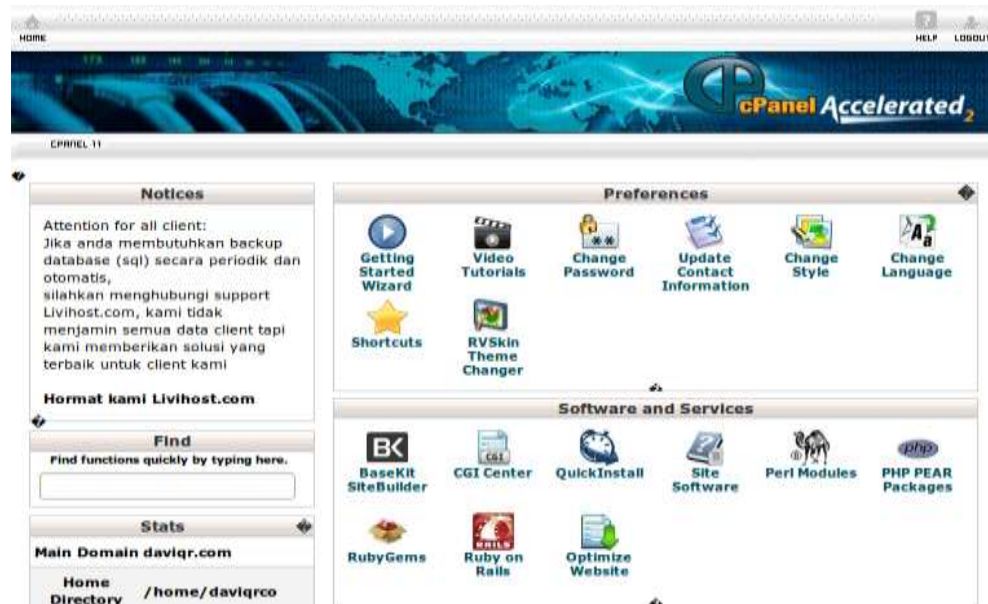 HOME
HELP
LOGOUT
cPanel Accelerated2
CPANEL 11
Notices
Attention for all client:
Jika anda membutuhkan backup
database (sql) secara periodik dan
otomatis,
silahkan menghubungi support
Livihost.com, kami tidak
menjamin semua data client tapi
kami memberikan solusi yang
terbaik untuk client kami
Hormat kami Livihost.com
Find
Find functions quickly by typing here.
Stats
Main Domain daviqr.com
Home
Directory
/home/daviqrco
Preferences
Getting
Started
Wizard
Video
Tutorials
Change
Password
Update
Contact
Information
Change
Style
Change
Language
Shortcuts
RVSkin
Theme
Changer
Software and Services
BK
BaseKit
SiteBuilder
CGI
CGI Center
QuickInstall
Site
Software
Perl Modules
php
PHP PEAR
Packages
RubyGems
RAILS
Ruby on
Rails
Optimize
Website